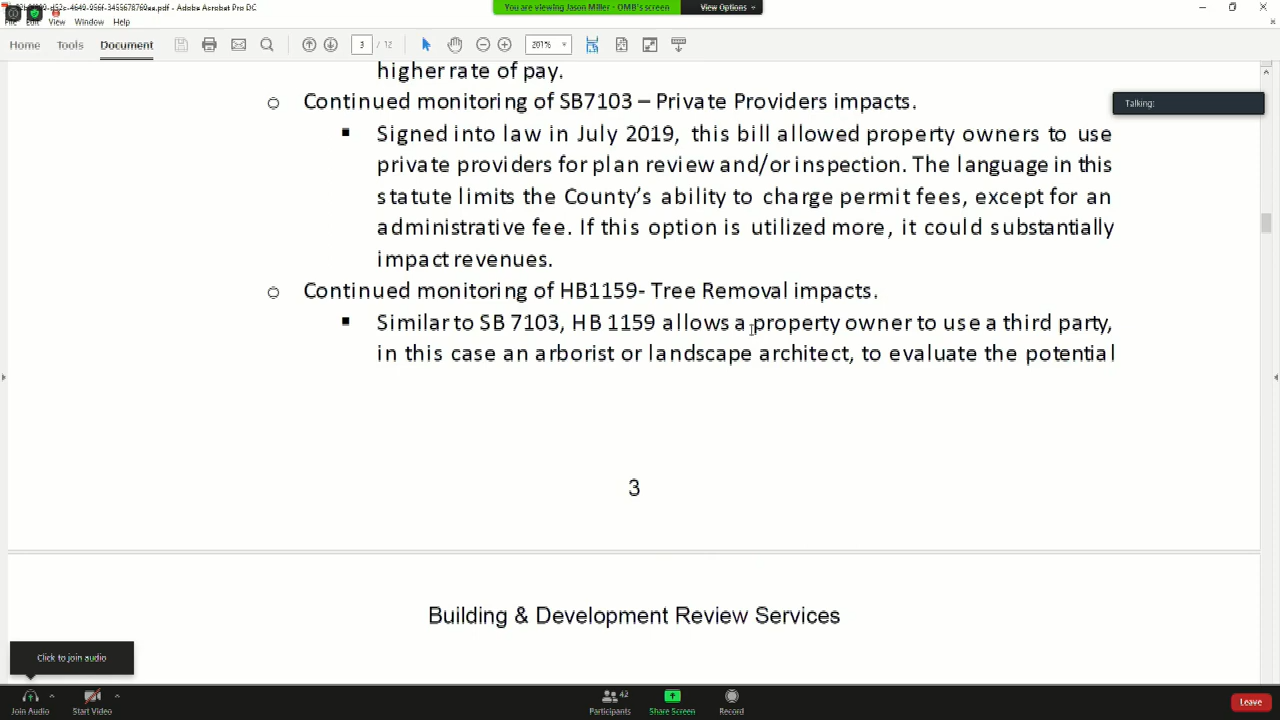 .pdf - Adobe Acrobat Pro DC
You are viewing Jason Miller - OMB's screen
View Options
File Edit View Window Help
Home Tools Document 3 / 12 201%
higher rate of pay.
Talking:
○ Continued monitoring of SB7103 – Private Providers impacts.
▪ Signed into law in July 2019, this bill allowed property owners to use
private providers for plan review and/or inspection. The language in this
statute limits the County's ability to charge permit fees, except for an
administrative fee. If this option is utilized more, it could substantially
impact revenues.
○ Continued monitoring of HB1159- Tree Removal impacts.
▪ Similar to SB 7103, HB 1159 allows a property owner to use a third party,
in this case an arborist or landscape architect, to evaluate the potential
3
Building & Development Review Services
Click to join audio
Join Audio Start Video Participants 42 Share Screen Record Leave